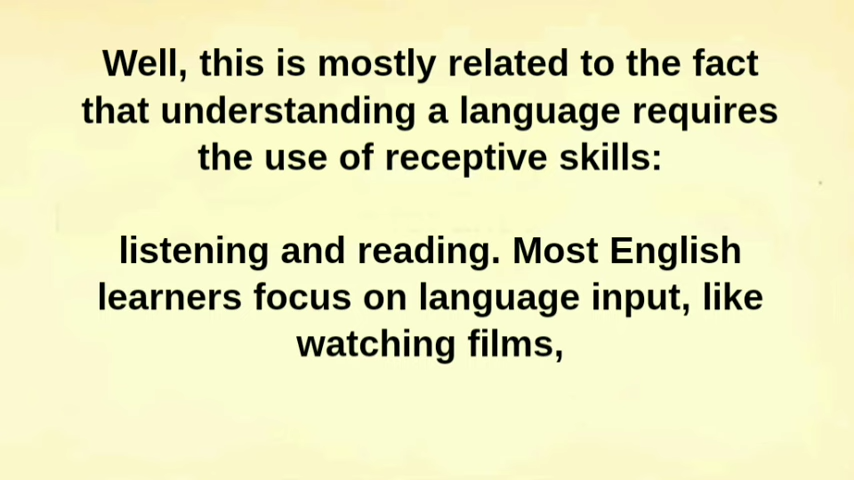 Well, this is mostly related to the fact
that understanding a language requires
the use of receptive skills:
listening and reading. Most English
learners focus on language input, like
watching films,